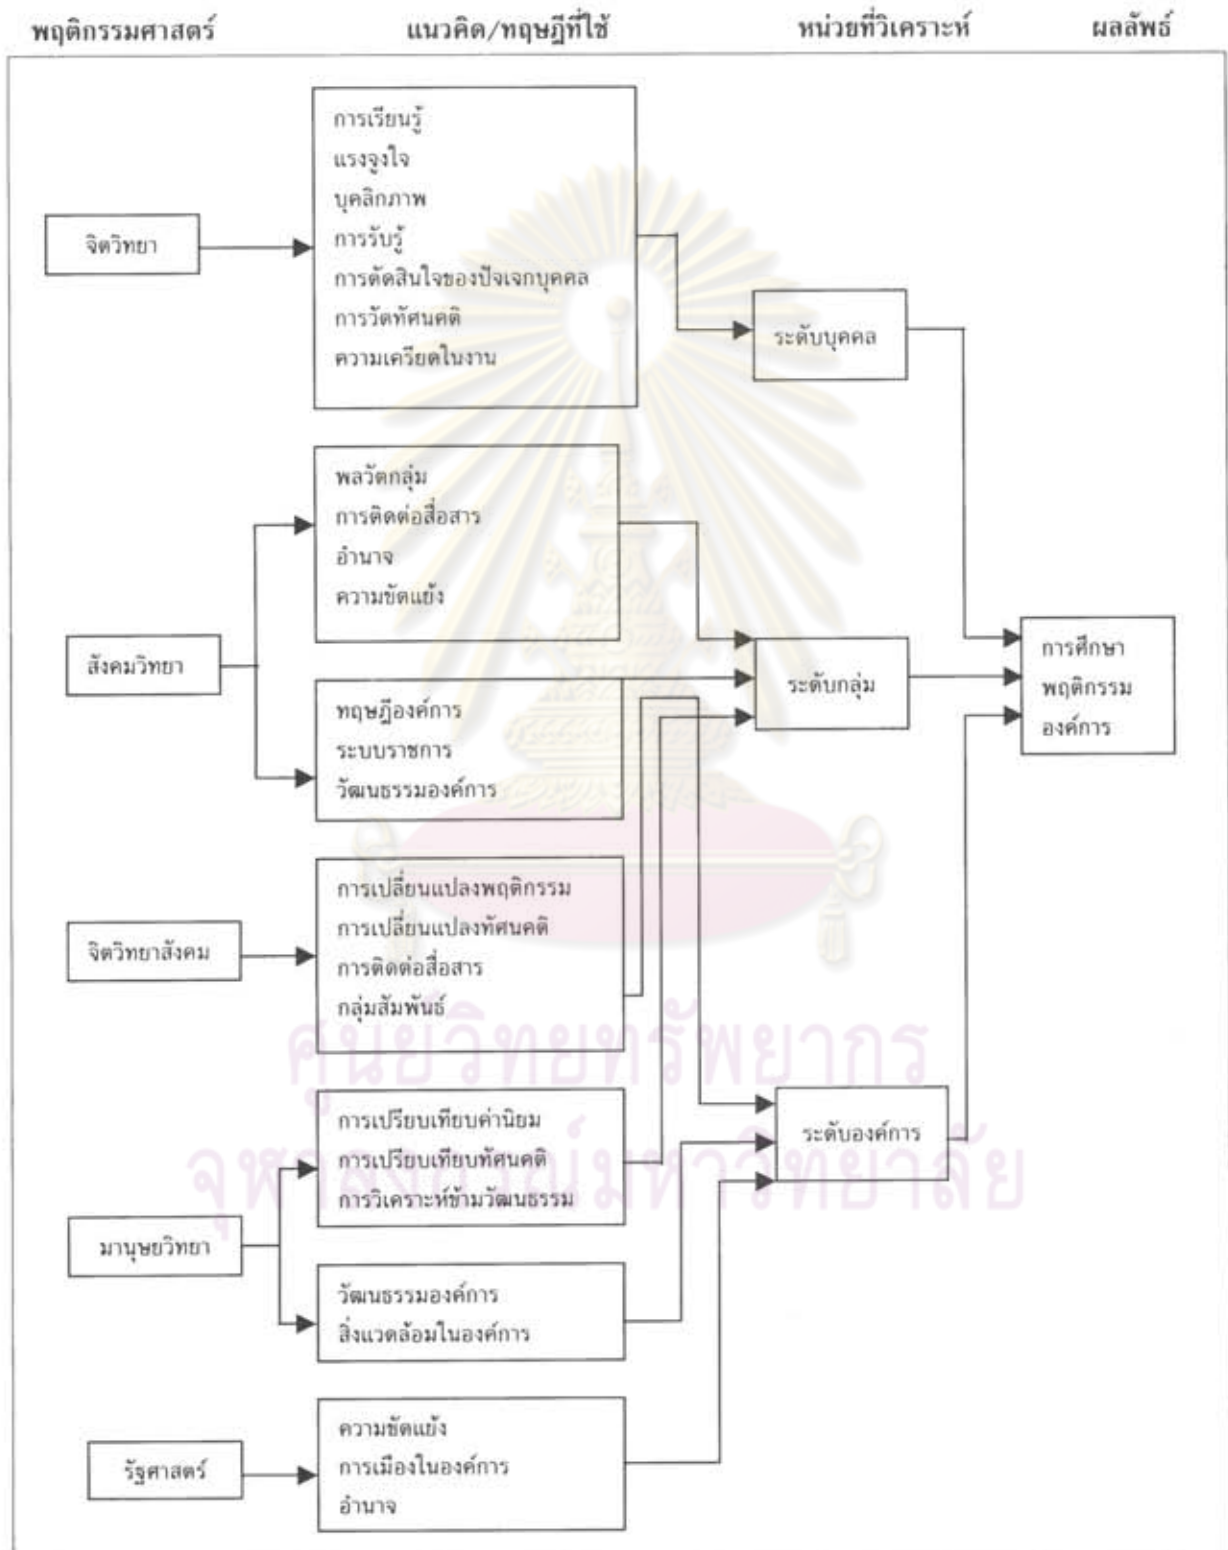 พฤติกรรมศาสตร์ แนวคิด/ทฤษฎีที่ใช้ หน่วยที่วิเคราะห์ ผลลัพธ์
จิตวิทยา
การเรียนรู้
แรงจูงใจ
บุคลิกภาพ
การรับรู้
การตัดสินใจของปัจเจกบุคคล
การวัดทัศนคติ
ความเครียดในงาน
ระดับบุคคล
สังคมวิทยา
พลวัตกลุ่ม
การติดต่อสื่อสาร
อำนาจ
ความขัดแย้ง
ทฤษฎีองค์การ
ระบบราชการ
วัฒนธรรมองค์การ
ระดับกลุ่ม
การศึกษา
พฤติกรรม
องค์การ
จิตวิทยาสังคม
การเปลี่ยนแปลงพฤติกรรม
การเปลี่ยนแปลงทัศนคติ
การติดต่อสื่อสาร
กลุ่มสัมพันธ์
ศูนย์วิทยทรัพยากร
จุฬาลงกรณ์มหาวิทยาลัย
มานุษยวิทยา
การเปรียบเทียบค่านิยม
การเปรียบเทียบทัศนคติ
การวิเคราะห์ข้ามวัฒนธรรม
ระดับองค์การ
วัฒนธรรมองค์การ
สิ่งแวดล้อมในองค์การ
รัฐศาสตร์
ความขัดแย้ง
การเมืองในองค์การ
อำนาจ